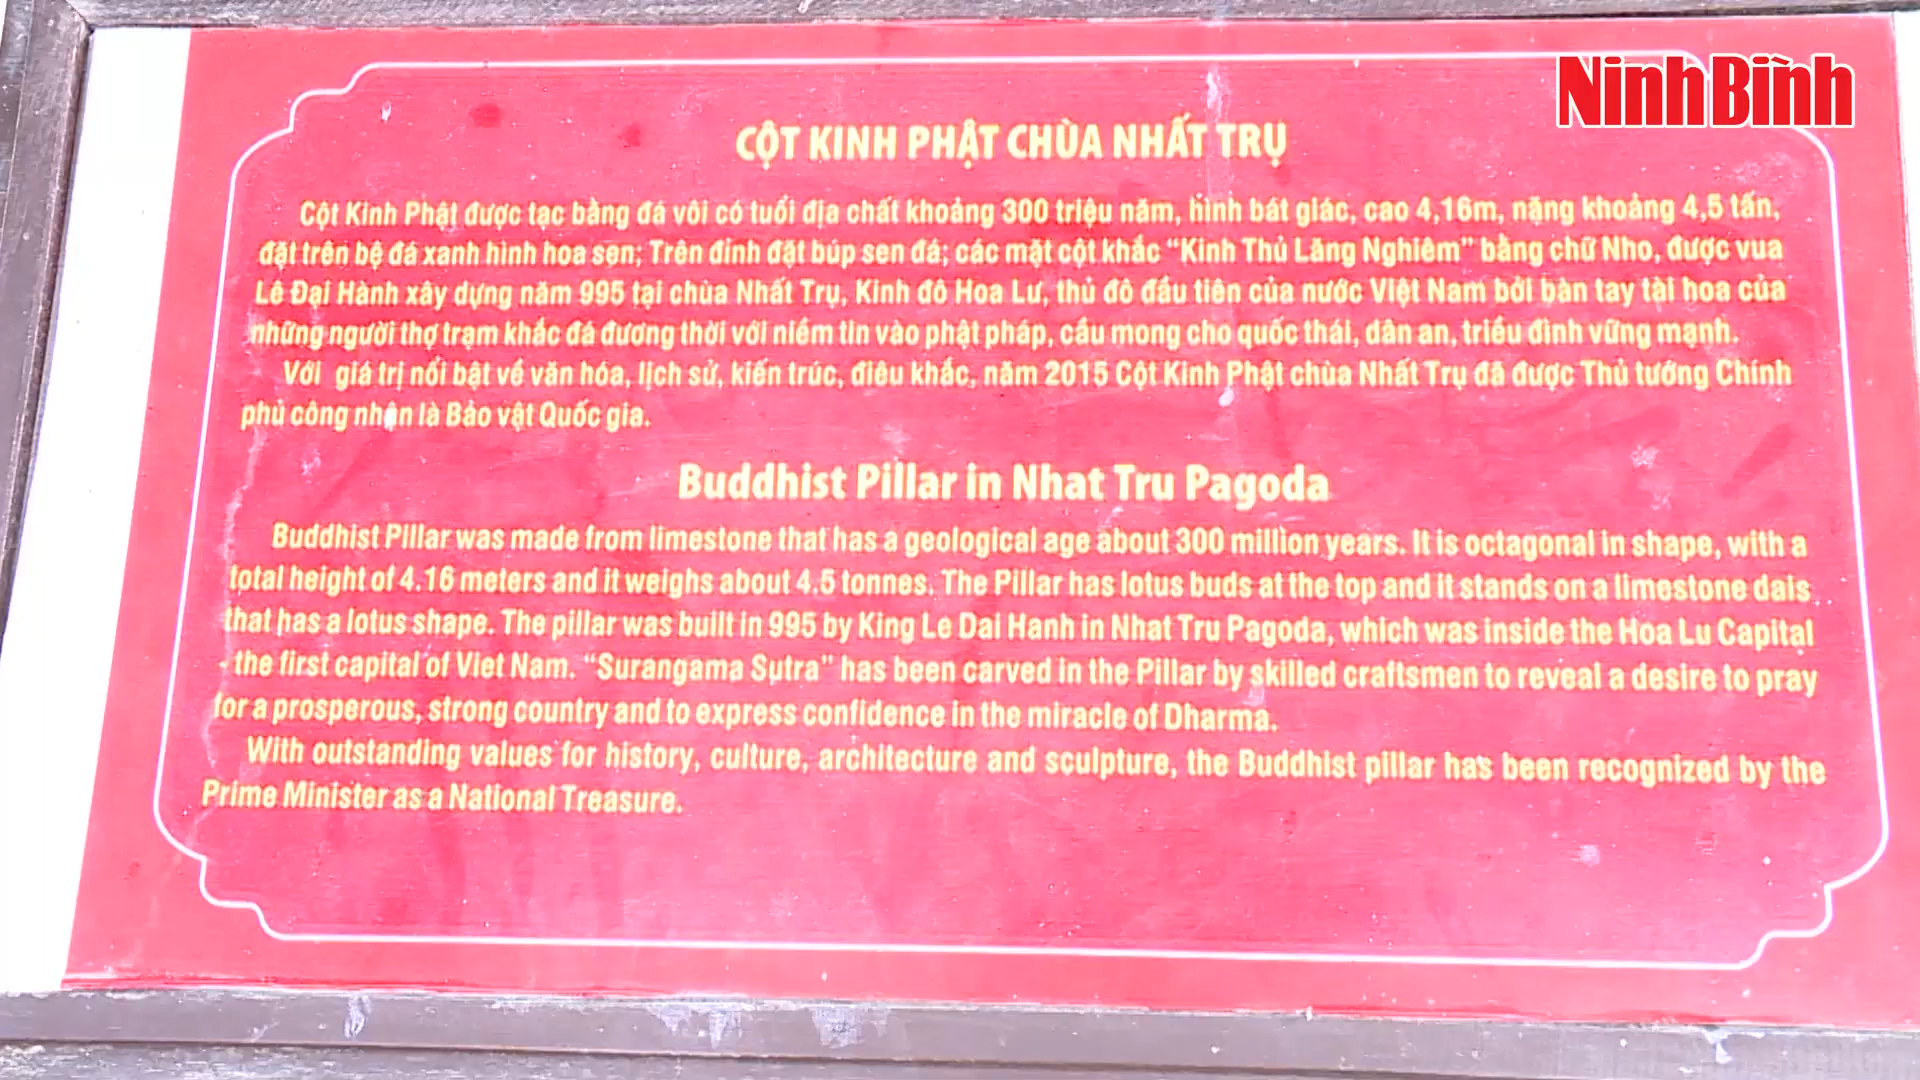 Ninh Bình
CỘT KINH PHẬT CHÙA NHẤT TRỤ
Cột Kinh Phật được tạc bằng đá vôi có tuổi địa chất khoảng 300 triệu năm, hình bát giác, cao 4,16m, nặng khoảng 4,5 tấn,
đặt trên bệ đá xanh hình hoa sen; Trên đỉnh đặt búp sen đá; các mặt cột khắc “Kinh Thủ Lăng Nghiêm” bằng chữ Nho, được vua
Lê Đại Hành xây dựng năm 995 tại chùa Nhất Trụ, Kinh đô Hoa Lư, thủ đô đầu tiên của nước Việt Nam bởi bàn tay tài hoa của
những người thợ trạm khắc đá đương thời với niềm tin vào phật pháp, cầu mong cho quốc thái, dân an, triều đình vững mạnh.
Với giá trị nổi bật về văn hóa, lịch sử, kiến trúc, điêu khắc, năm 2015 Cột Kinh Phật chùa Nhất Trụ đã được Thủ tướng Chính
phủ công nhận là Bảo vật Quốc gia.
Buddhist Pillar in Nhat Tru Pagoda
Buddhist Pillar was made from limestone that has a geological age about 300 million years. It is octagonal in shape, with a
total height of 4.16 meters and it weighs about 4.5 tonnes. The Pillar has lotus buds at the top and it stands on a limestone dais
that has a lotus shape. The pillar was built in 995 by King Le Dai Hanh in Nhat Tru Pagoda, which was inside the Hoa Lu Capital
- the first capital of Viet Nam. “Surangama Sutra” has been carved in the Pillar by skilled craftsmen to reveal a desire to pray
for a prosperous, strong country and to express confidence in the miracle of Dharma.
With outstanding values for history, culture, architecture and sculpture, the Buddhist pillar has been recognized by the
Prime Minister as a National Treasure.